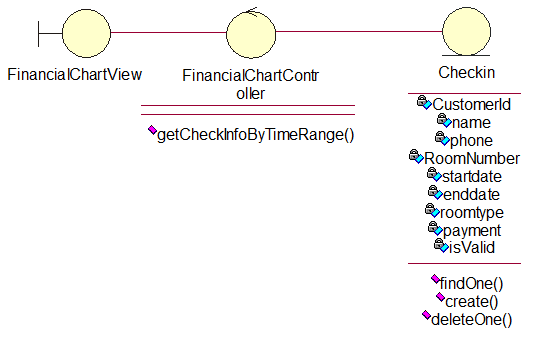 FinancialChartView
FinancialChartContr
oller
Checkin
getCheckInfoByTimeRange()
CustomerId
name
phone
RoomNumber
startdate
enddate
roomtype
payment
isValid
findOne()
create()
deleteOne()